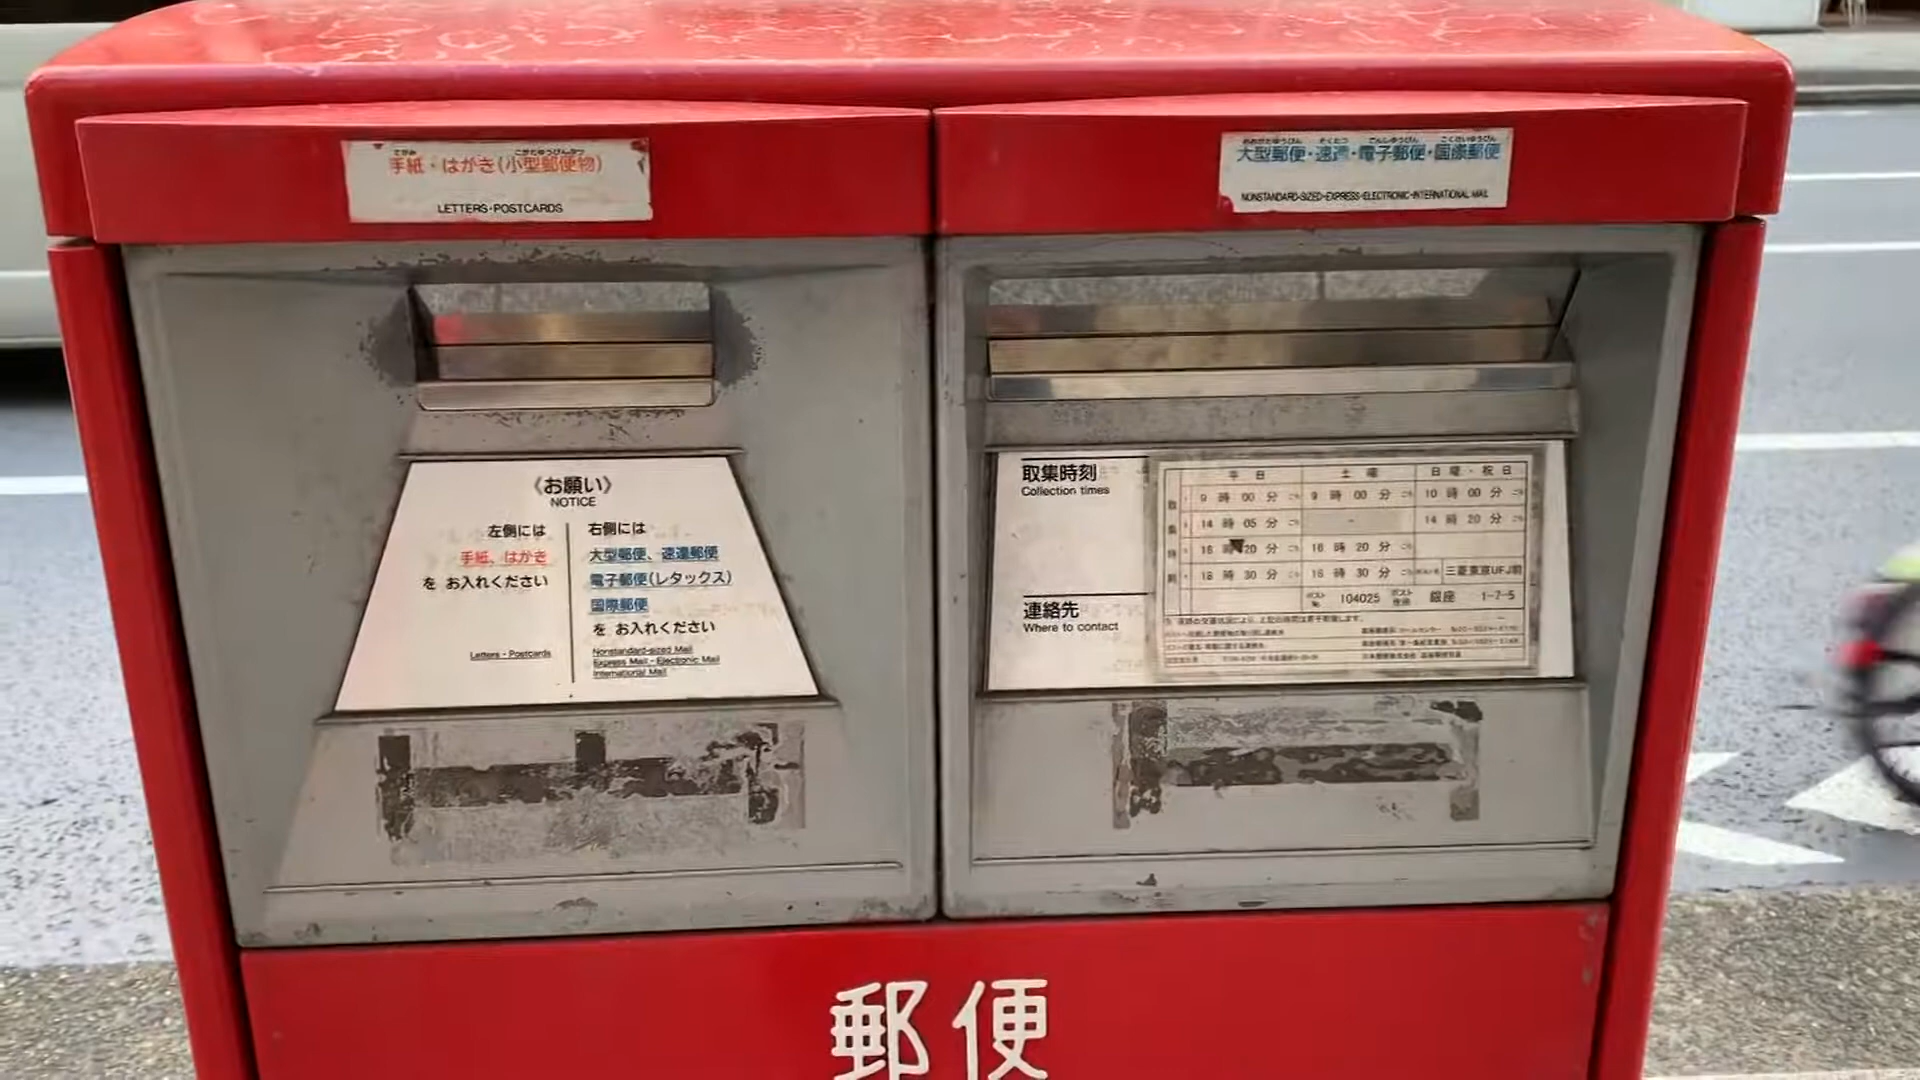 手紙・はがき(小型郵便物)
LETTERS・POSTCARDS
大型郵便・速達・電子郵便・国際郵便
NONSTANDARD-SIZED・EXPRESS・ELECTRONIC・INTERNATIONAL MAIL
《お願い》
NOTICE
左側には
手紙、はがき
を お入れください
Letters・Postcards
右側には
大型郵便、速達郵便
電子郵便(レタックス)
国際郵便
を お入れください
Nonstandard-sized Mail
Express Mail・Electronic Mail
International Mail
取集時刻
Collection times
連絡先
Where to contact
平日 土曜 日曜・祝日
9 時 00 分 9 時 00 分 10 時 00 分
14 時 05 分 - 14 時 20 分
16 時 20 分 16 時 20 分
18 時 30 分 18 時 30 分 三菱東京UFJ前
104025 銀座 1-7-5
郵便